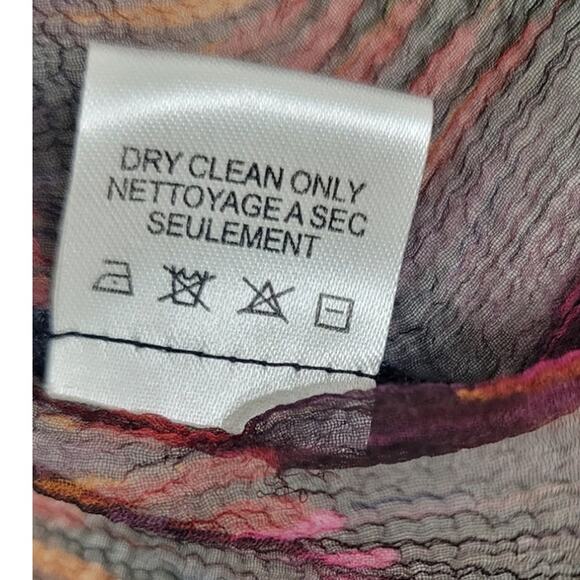 DRY CLEAN ONLY
NETTOYAGE A SEC
SEULEMENT